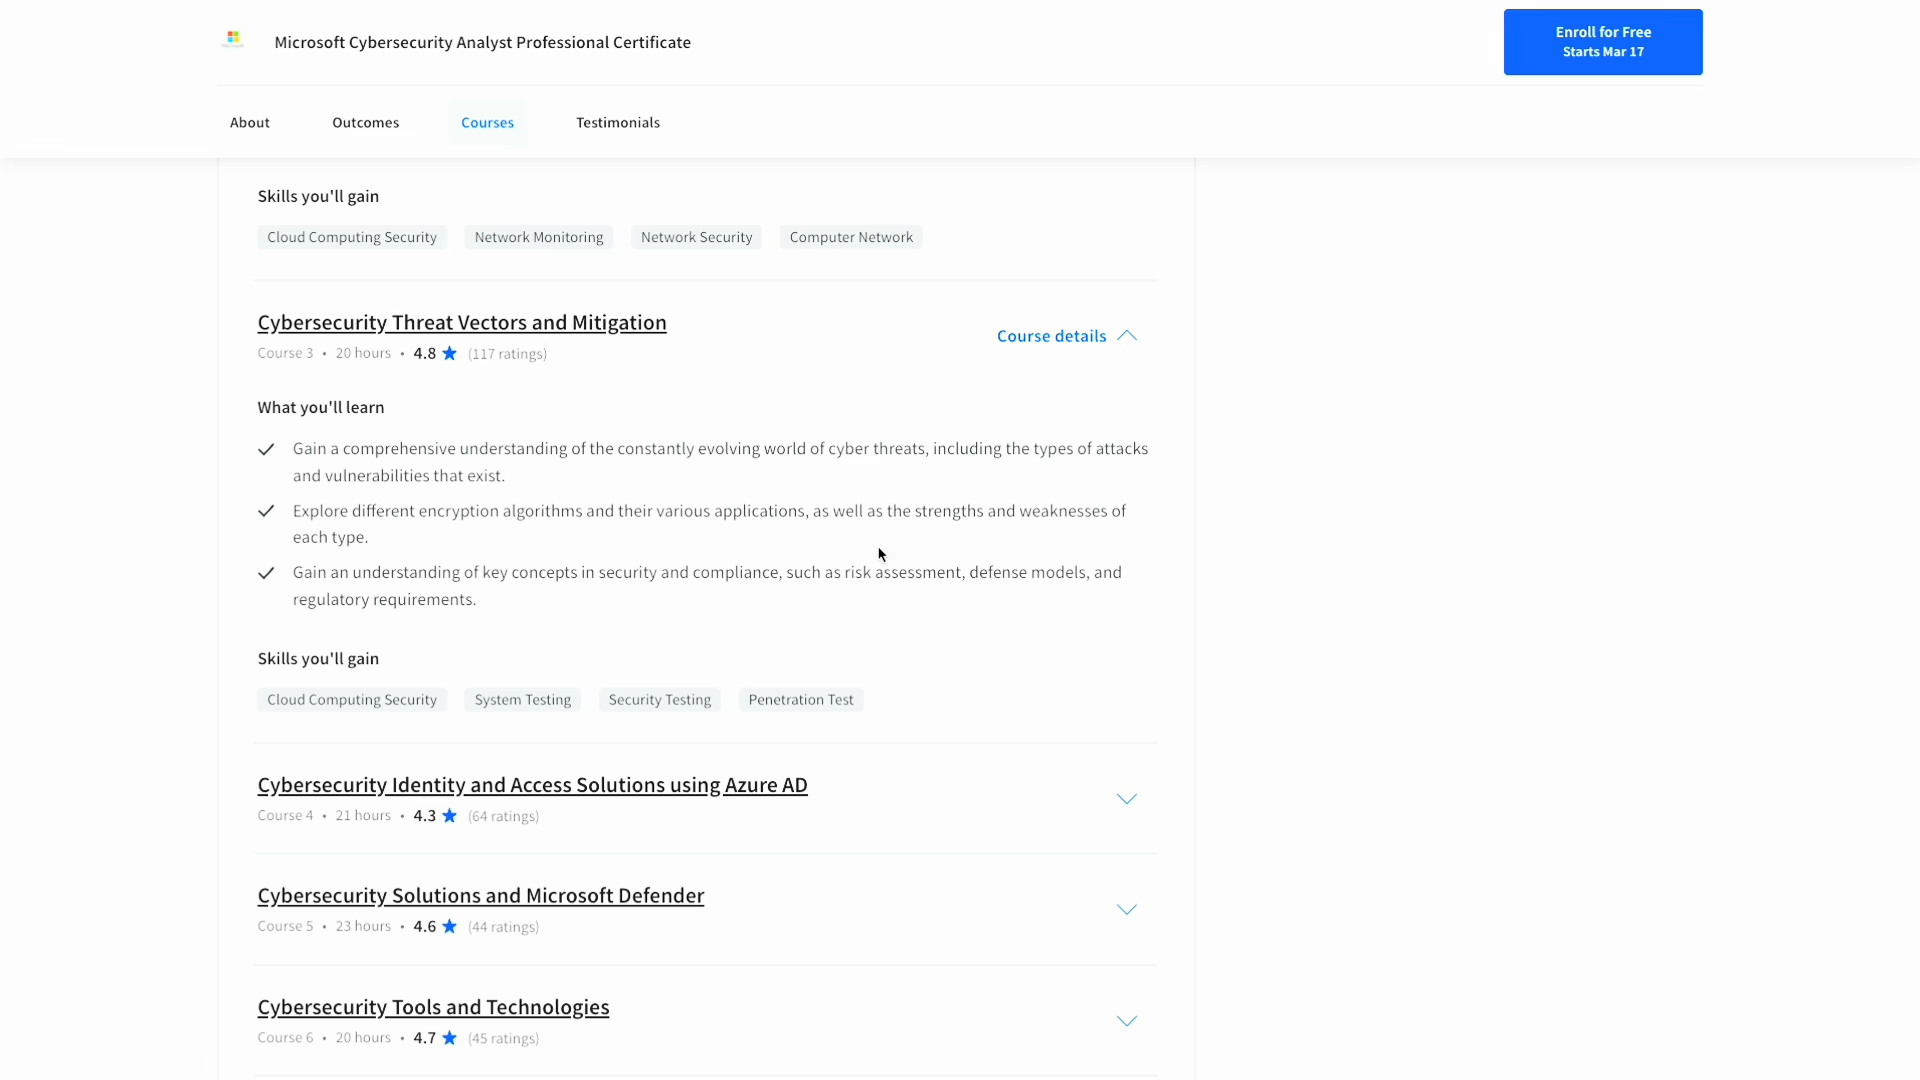 Microsoft Cybersecurity Analyst Professional Certificate
Enroll for Free
Starts Mar 17
About
Outcomes
Courses
Testimonials
Skills you'll gain
Cloud Computing Security
Network Monitoring
Network Security
Computer Network
Cybersecurity Threat Vectors and Mitigation
Course 3 • 20 hours • 4.8 ★ (117 ratings)
Course details
What you'll learn
Gain a comprehensive understanding of the constantly evolving world of cyber threats, including the types of attacks
and vulnerabilities that exist.
Explore different encryption algorithms and their various applications, as well as the strengths and weaknesses of
each type.
Gain an understanding of key concepts in security and compliance, such as risk assessment, defense models, and
regulatory requirements.
Skills you'll gain
Cloud Computing Security
System Testing
Security Testing
Penetration Test
Cybersecurity Identity and Access Solutions using Azure AD
Course 4 • 21 hours • 4.3 ★ (64 ratings)
Cybersecurity Solutions and Microsoft Defender
Course 5 • 23 hours • 4.6 ★ (44 ratings)
Cybersecurity Tools and Technologies
Course 6 • 20 hours • 4.7 ★ (45 ratings)